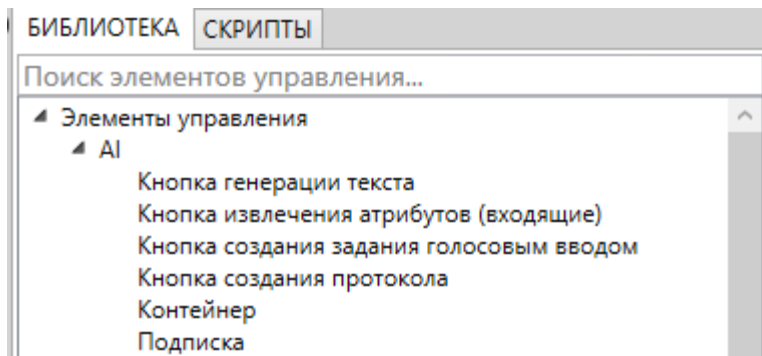 БИБЛИОТЕКА СКРИПТЫ
Поиск элементов управления...
Элементы управления
AI
Кнопка генерации текста
Кнопка извлечения атрибутов (входящие)
Кнопка создания задания голосовым вводом
Кнопка создания протокола
Контейнер
Подписка